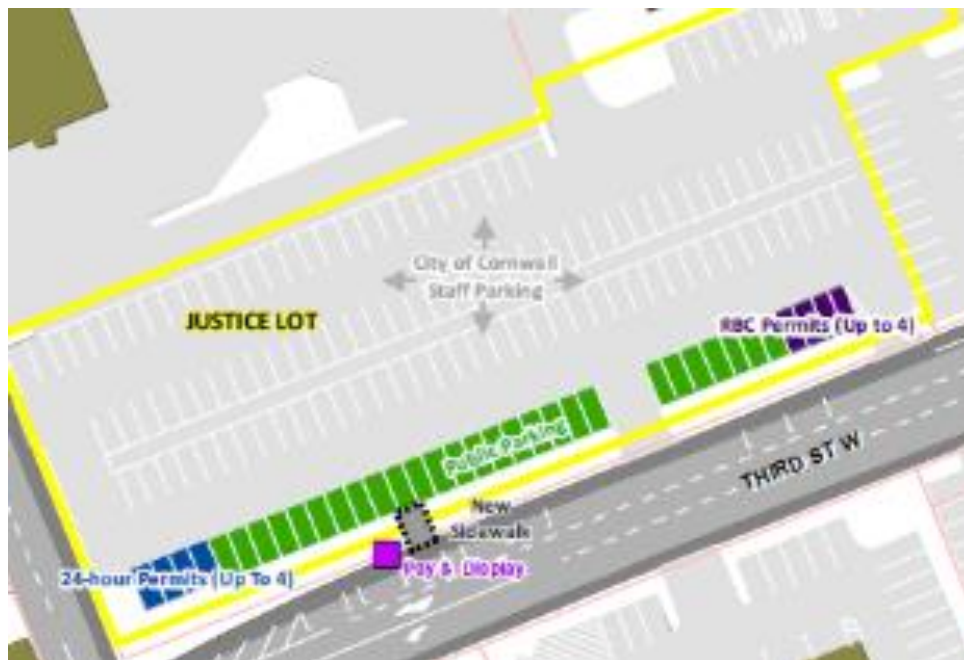 City of Cornwall
Staff Parking
JUSTICE LOT
RBC Permits (Up to 4)
Public Parking
THIRD ST W
New
Sidewalk
Pay & Display
24-hour Permits (Up To 4)